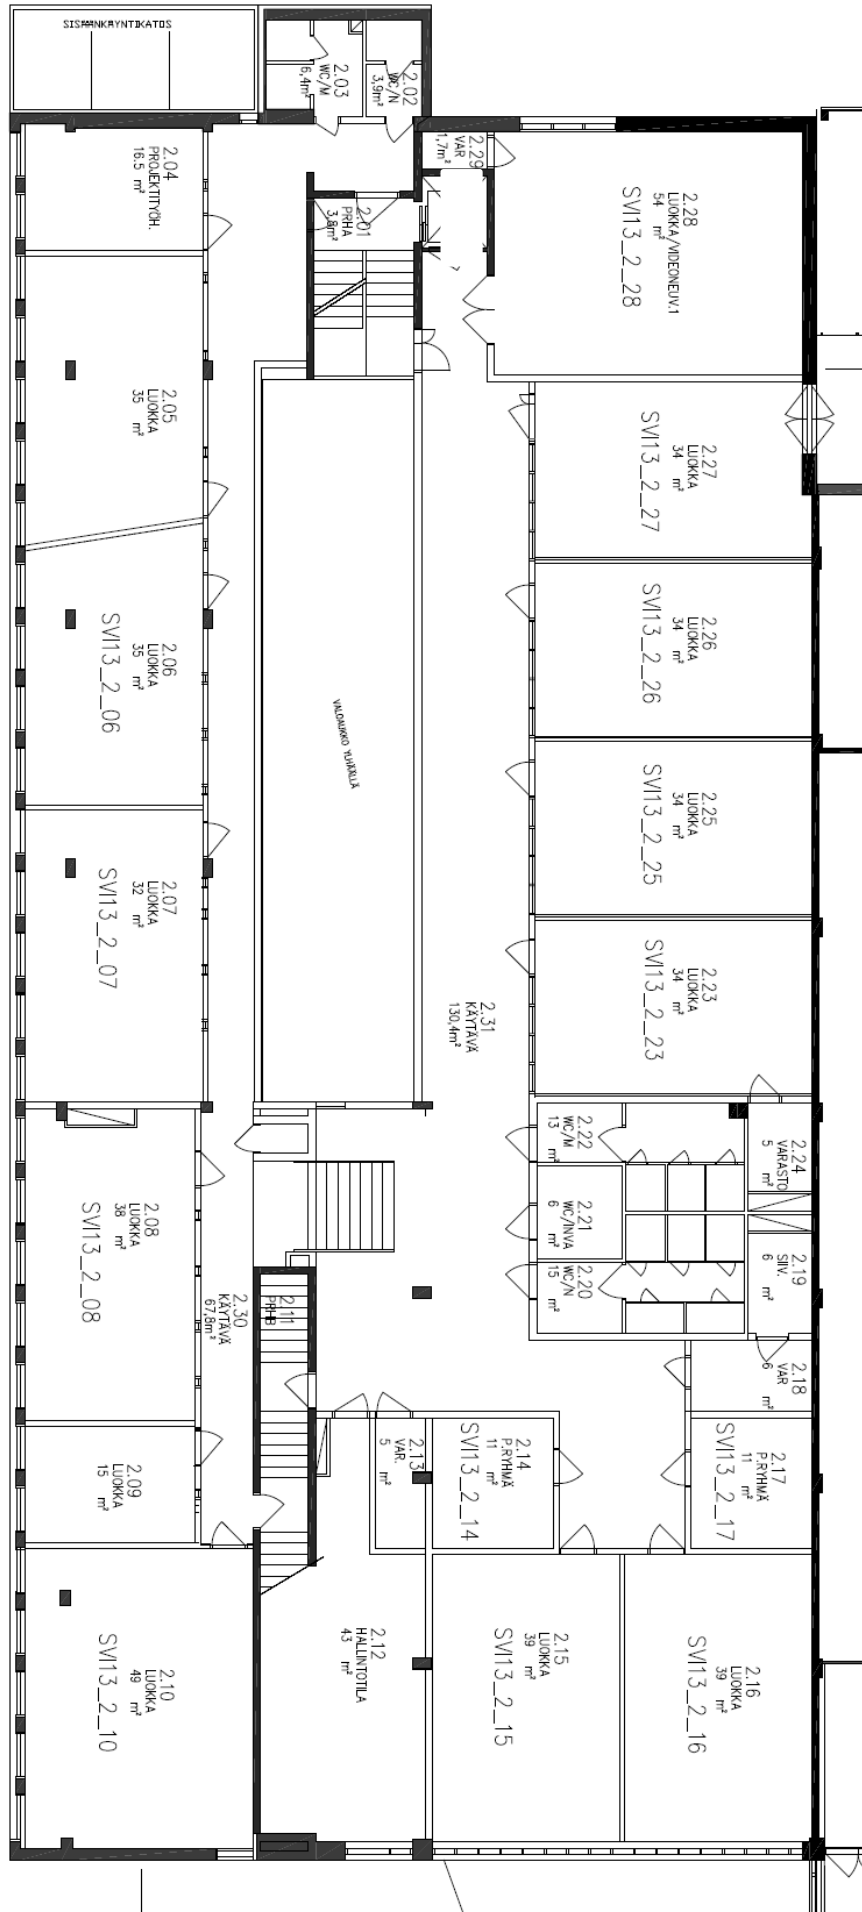 SISÄÄNKÄYNTIKATOS
2.03
WC/M
6,4m²
2.02
WC/N
3,9m²
2.04
PROJEKTITYÖH.
16.5 m²
2.01
PRHA
3,8m²
2.29
VAR
1,7m²
2.28
LUOKKA/VIDEONEUV.1
54 m²
SVI13_2_28
2.05
LUOKKA
35 m²
2.27
LUOKKA
34 m²
SVI13_2_27
2.06
LUOKKA
35 m²
SVI13_2_06
2.26
LUOKKA
34 m²
SVI13_2_26
VALOAUKKO YLHÄÄLLÄ
2.25
LUOKKA
34 m²
SVI13_2_25
2.07
LUOKKA
32 m²
SVI13_2_07
2.23
LUOKKA
34 m²
SVI13_2_23
2.31
KÄYTÄVÄ
130,4m²
2.22
WC/M
13 m²
2.24
VARASTO
5 m²
2.21
WC/INVA
6 m²
2.20
WC/N
15 m²
2.19
SIIV.
6 m²
2.08
LUOKKA
38 m²
SVI13_2_08
2.30
KÄYTÄVÄ
67,8m²
2.11
PRHB
2.18
VAR
6 m²
2.09
LUOKKA
15 m²
2.13
VAR.
5 m²
2.14
P.RYHMÄ
11 m²
SVI13_2_14
2.17
P.RYHMÄ
11 m²
SVI13_2_17
2.10
LUOKKA
49 m²
SVI13_2_10
2.12
HALLINTOTILA
43 m²
2.15
LUOKKA
39 m²
SVI13_2_15
2.16
LUOKKA
39 m²
SVI13_2_16